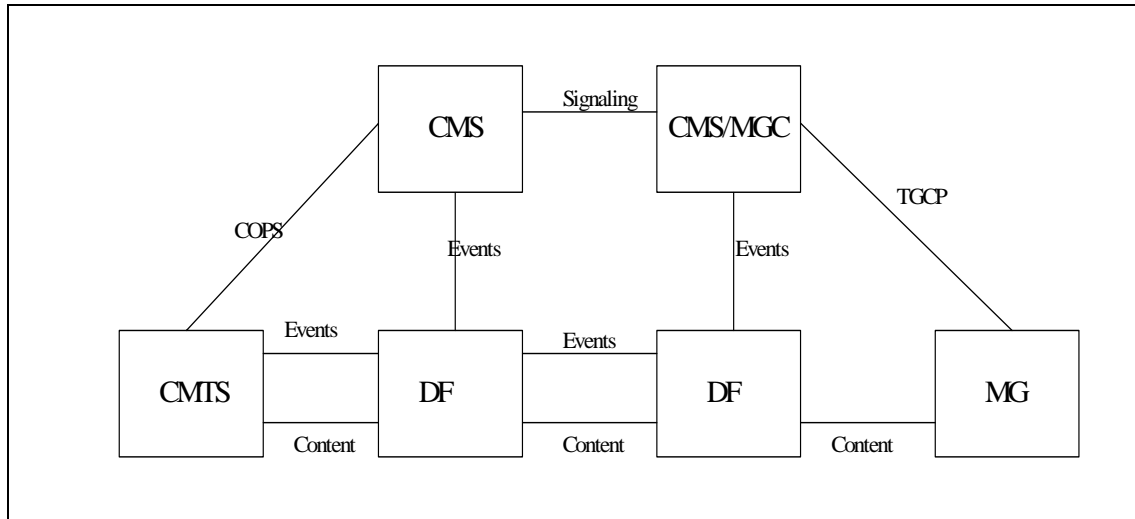 Signaling
CMS
CMS/MGC
TGCP
COPS
Events
Events
Events
Events
CMTS
DF
DF
MG
Content
Content
Content